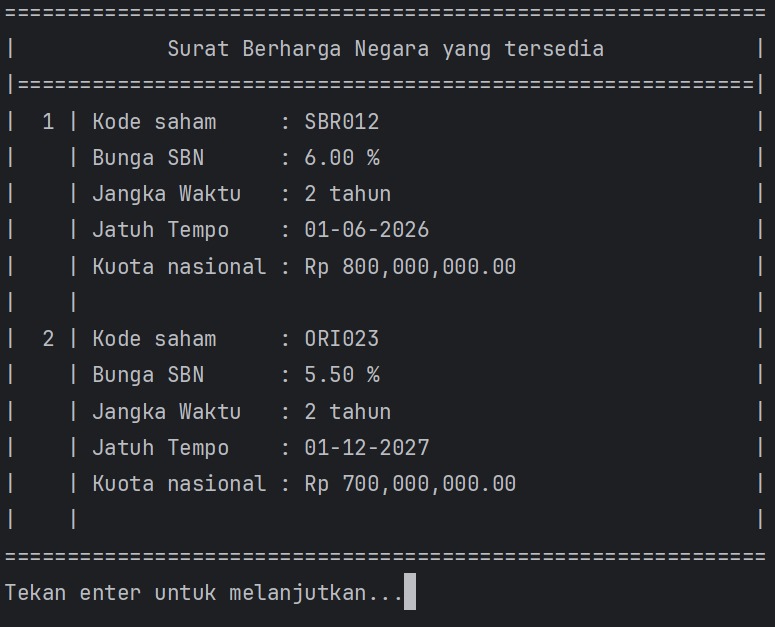 =============================================================
|            Surat Berharga Negara yang tersedia            |
|===========================================================|
|  1 | Kode saham     : SBR012                              |
|    | Bunga SBN      : 6.00 %                              |
|    | Jangka Waktu   : 2 tahun                             |
|    | Jatuh Tempo    : 01-06-2026                          |
|    | Kuota nasional : Rp 800,000,000.00                   |
|    |                                                      |
|  2 | Kode saham     : ORI023                              |
|    | Bunga SBN      : 5.50 %                              |
|    | Jangka Waktu   : 2 tahun                             |
|    | Jatuh Tempo    : 01-12-2027                          |
|    | Kuota nasional : Rp 700,000,000.00                   |
|    |                                                      |
=============================================================
Tekan enter untuk melanjutkan...